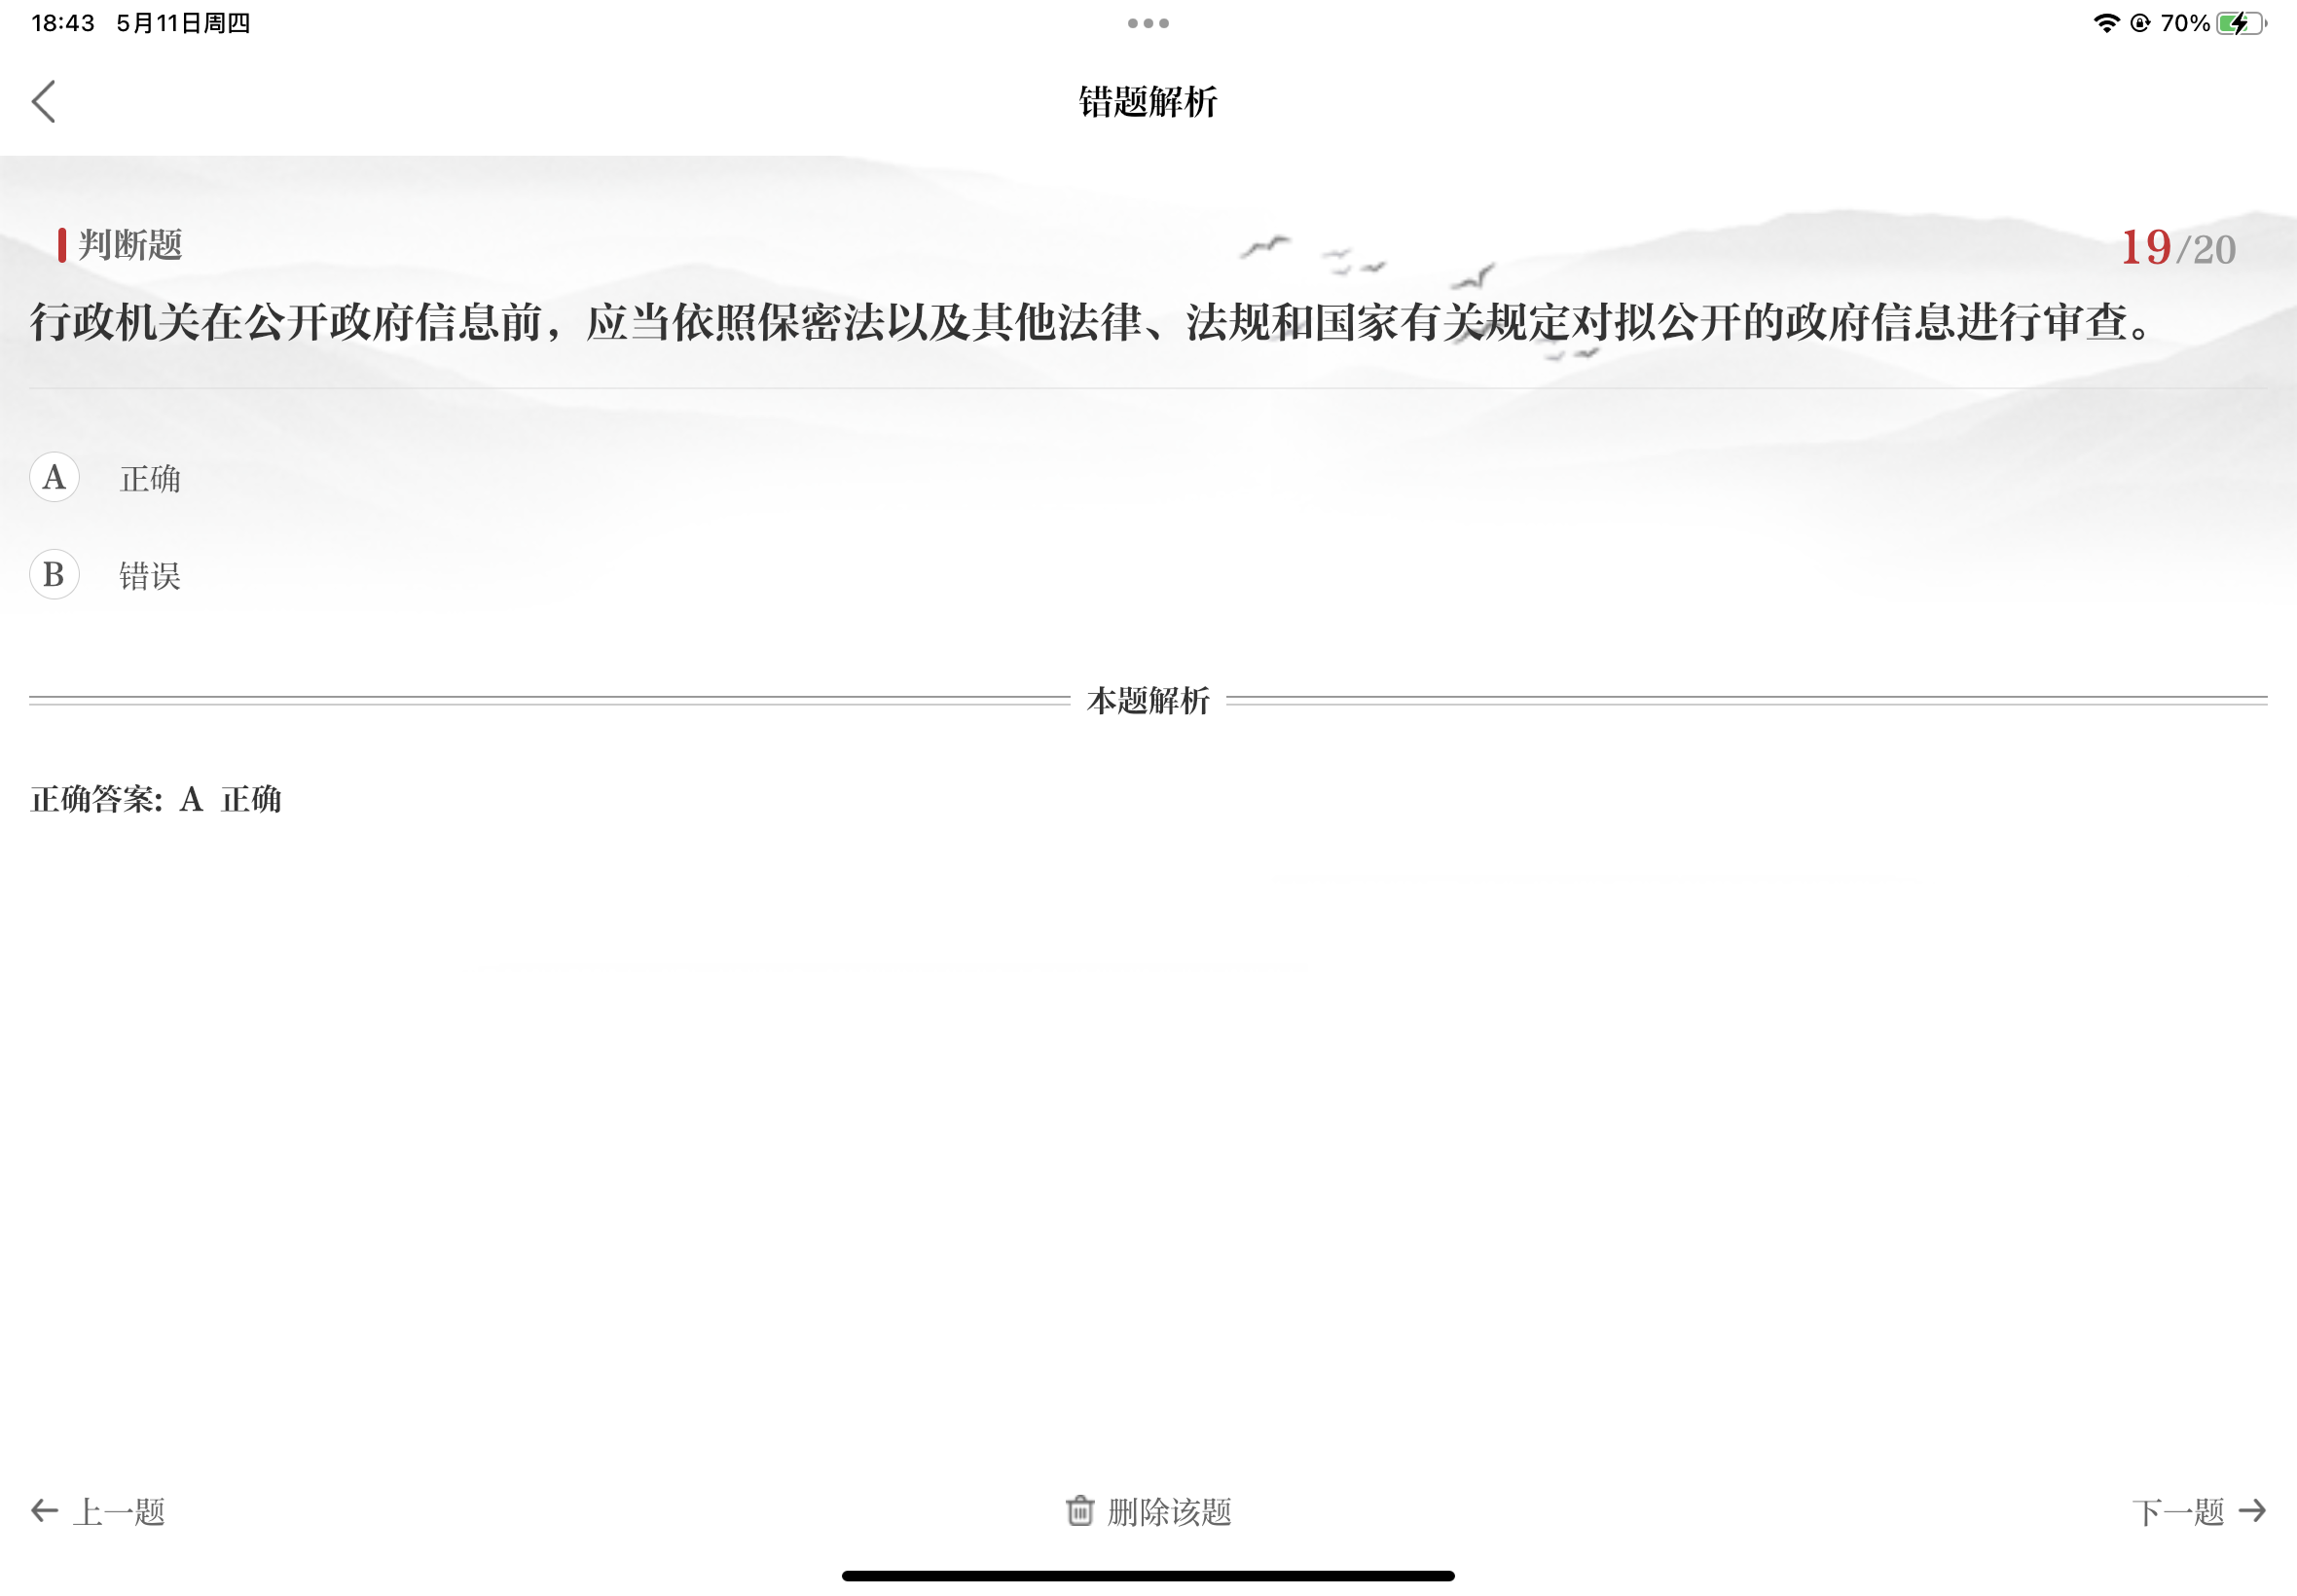 18:43 5月11日周四
70%
错题解析
判断题
19/20
行政机关在公开政府信息前，应当依照保密法以及其他法律、法规和国家有关规定对拟公开的政府信息进行审查。
A 正确
B 错误
本题解析
正确答案: A 正确
上一题
删除该题
下一题